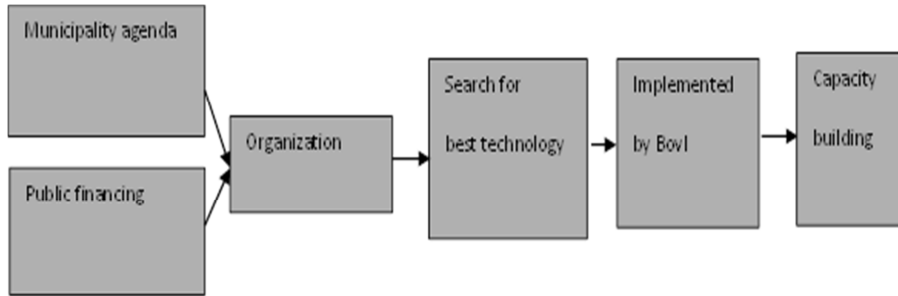 Municipality agenda
Public financing
Organization
Search for
best technology
Implemented
by BovI
Capacity
building